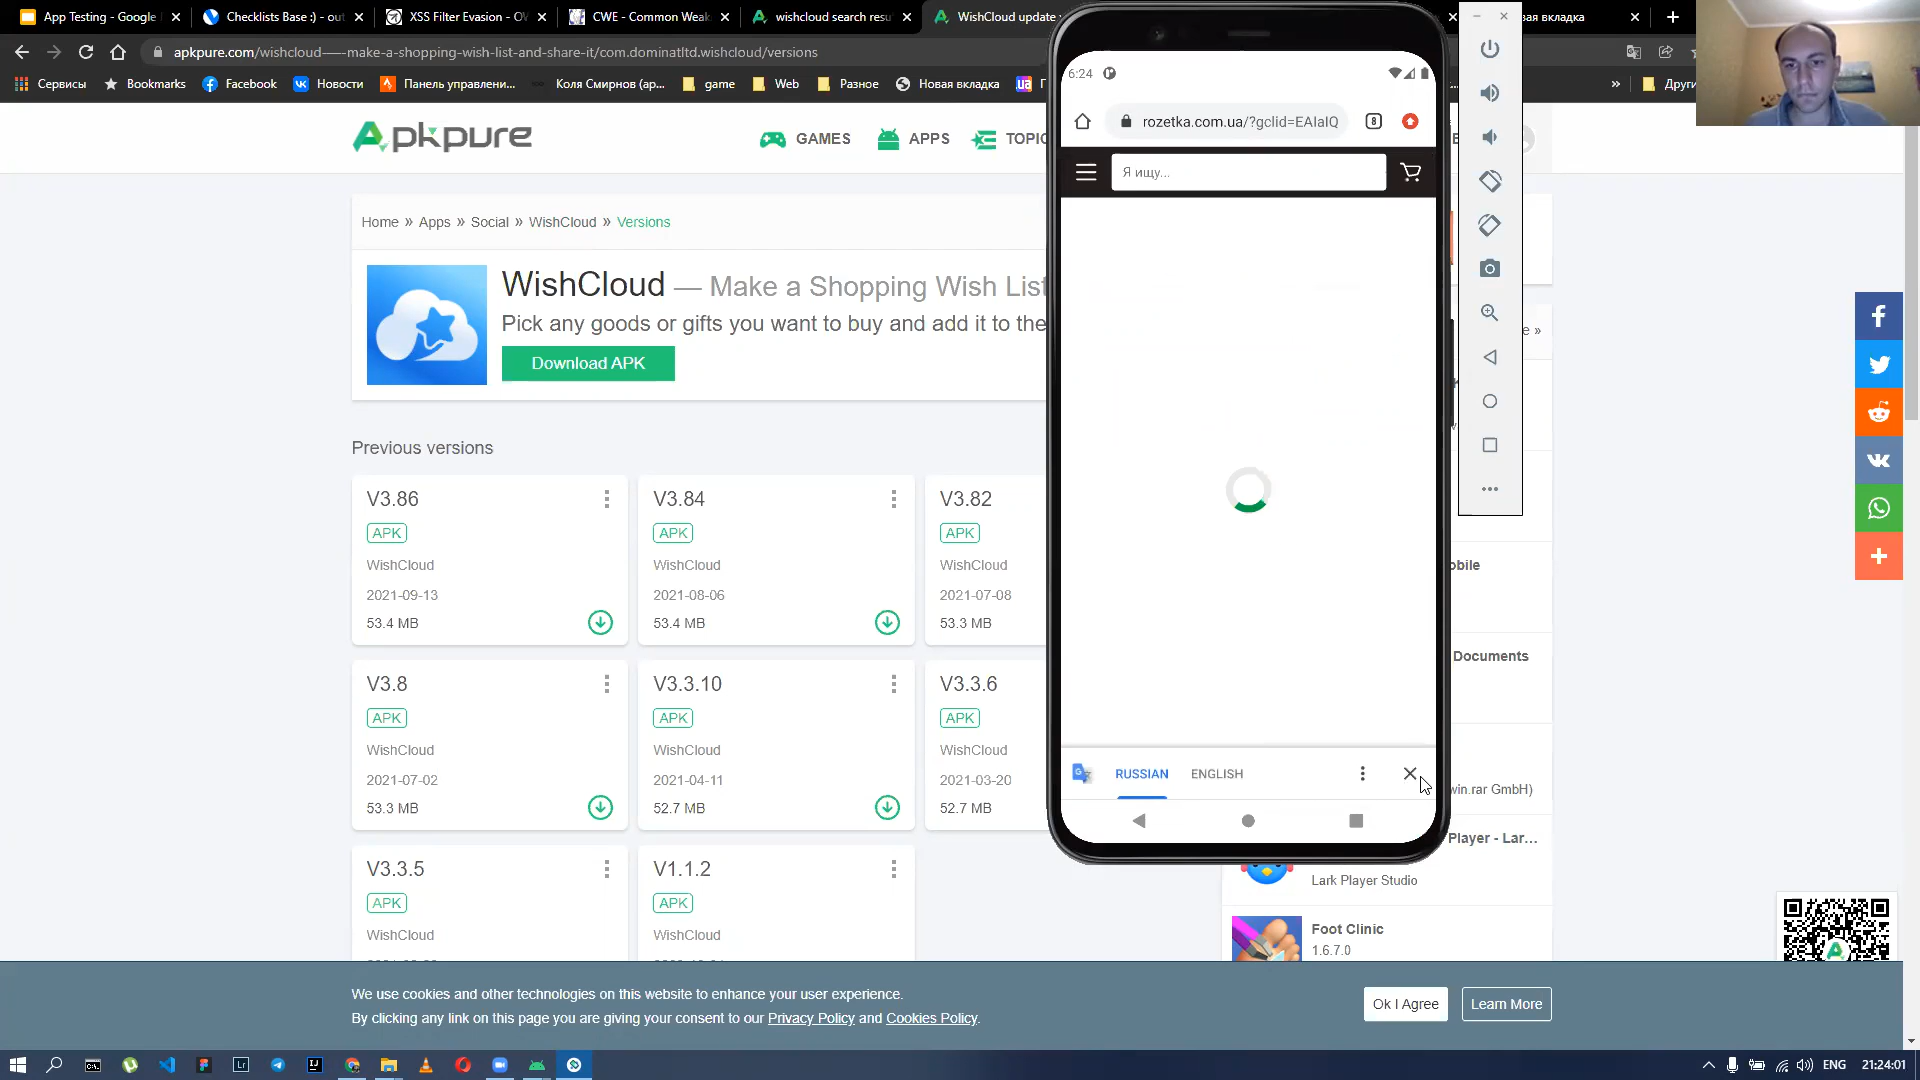 App Testing - Google
Checklists Base :) - out
XSS Filter Evasion - OV
CWE - Common Weak
wishcloud search resu
WishCloud update
вая вкладка
apkpure.com/wishcloud-—-make-a-shopping-wish-list-and-share-it/com.dominatltd.wishcloud/versions
Сервисы
Bookmarks
Facebook
Новости
Панель управлени...
Коля Смирнов (ар...
game
Web
Разное
Новая вкладка
ua
»
Други
Apkpure
GAMES
APPS
TOPIC
Home » Apps » Social » WishCloud » Versions
WishCloud — Make a Shopping Wish List
Pick any goods or gifts you want to buy and add it to the
Download APK
e »
Previous versions
V3.86
APK
WishCloud
2021-09-13
53.4 MB
V3.84
APK
WishCloud
2021-08-06
53.4 MB
V3.82
APK
WishCloud
2021-07-08
53.3 MB
V3.8
APK
WishCloud
2021-07-02
53.3 MB
V3.3.10
APK
WishCloud
2021-04-11
52.7 MB
V3.3.6
APK
WishCloud
2021-03-20
52.7 MB
V3.3.5
APK
WishCloud
V1.1.2
APK
WishCloud
6:24
rozetka.com.ua/?gclid=EAIaIQ
8
Я ищу...
RUSSIAN
ENGLISH
obile
Documents
win.rar GmbH)
Player - Lar...
Lark Player Studio
Foot Clinic
1.6.7.0
We use cookies and other technologies on this website to enhance your user experience.
By clicking any link on this page you are giving your consent to our Privacy Policy and Cookies Policy.
Ok I Agree
Learn More
ENG
21:24:01